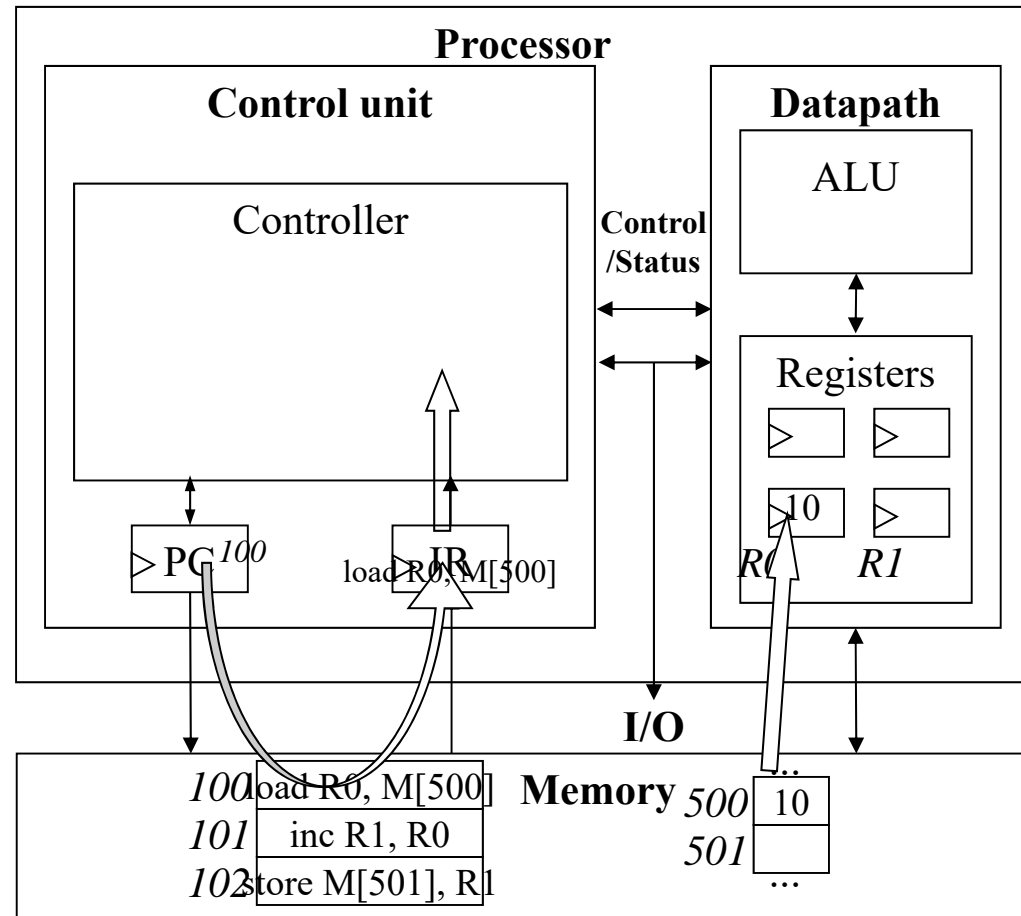 Processor
Control unit
Datapath
ALU
Controller
Control
/Status
Registers
10
R0 R1
PC 100
IR
load R0, M[500]
I/O
Memory
100 load R0, M[500]
101 inc R1, R0
102 store M[501], R1
...
500 10
501
...